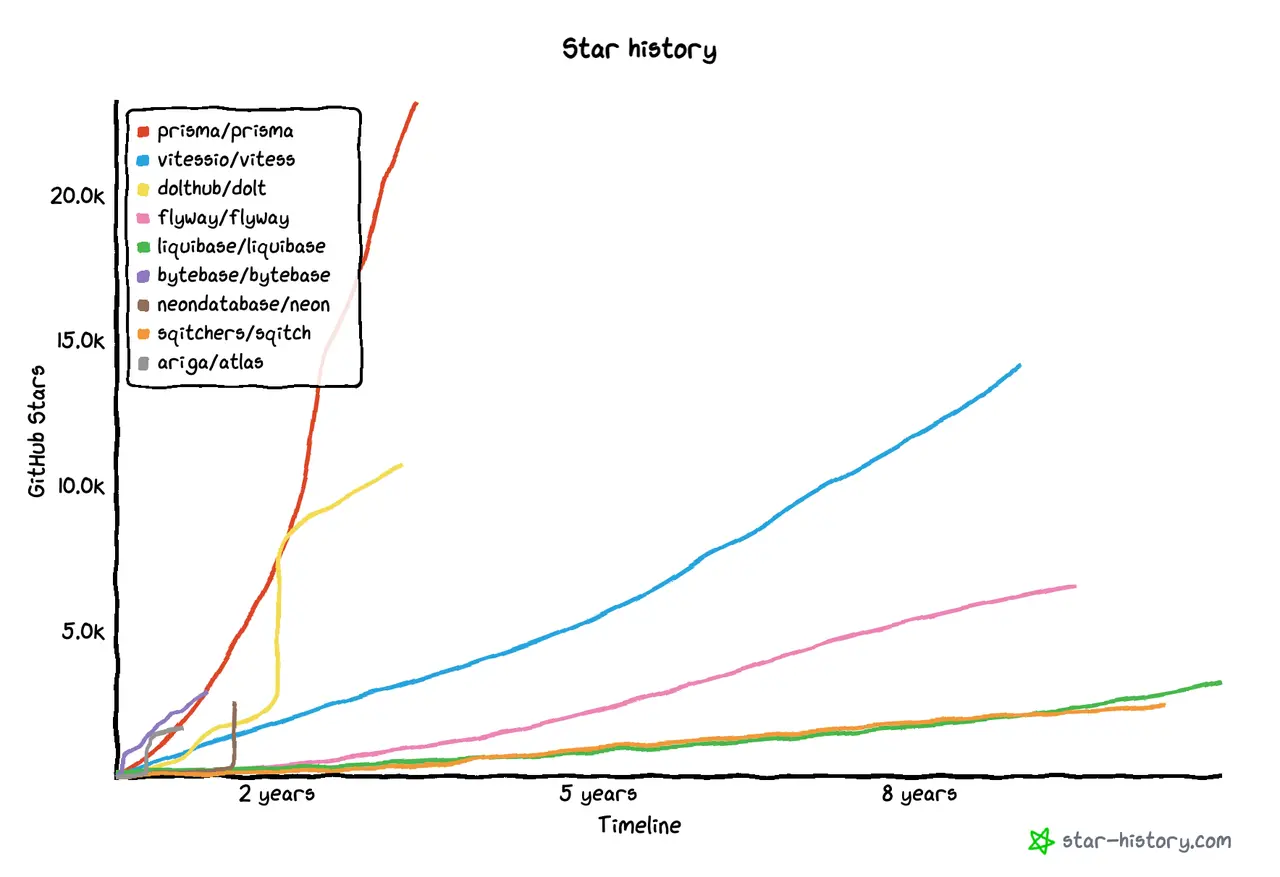 Star history
prisma/prisma
vitessio/vitess
dolthub/dolt
flyway/flyway
liquibase/liquibase
bytebase/bytebase
neondatabase/neon
sqitchers/sqitch
ariga/atlas
GitHub Stars
20.0k
15.0k
10.0k
5.0k
2 years
5 years
8 years
Timeline
star-history.com